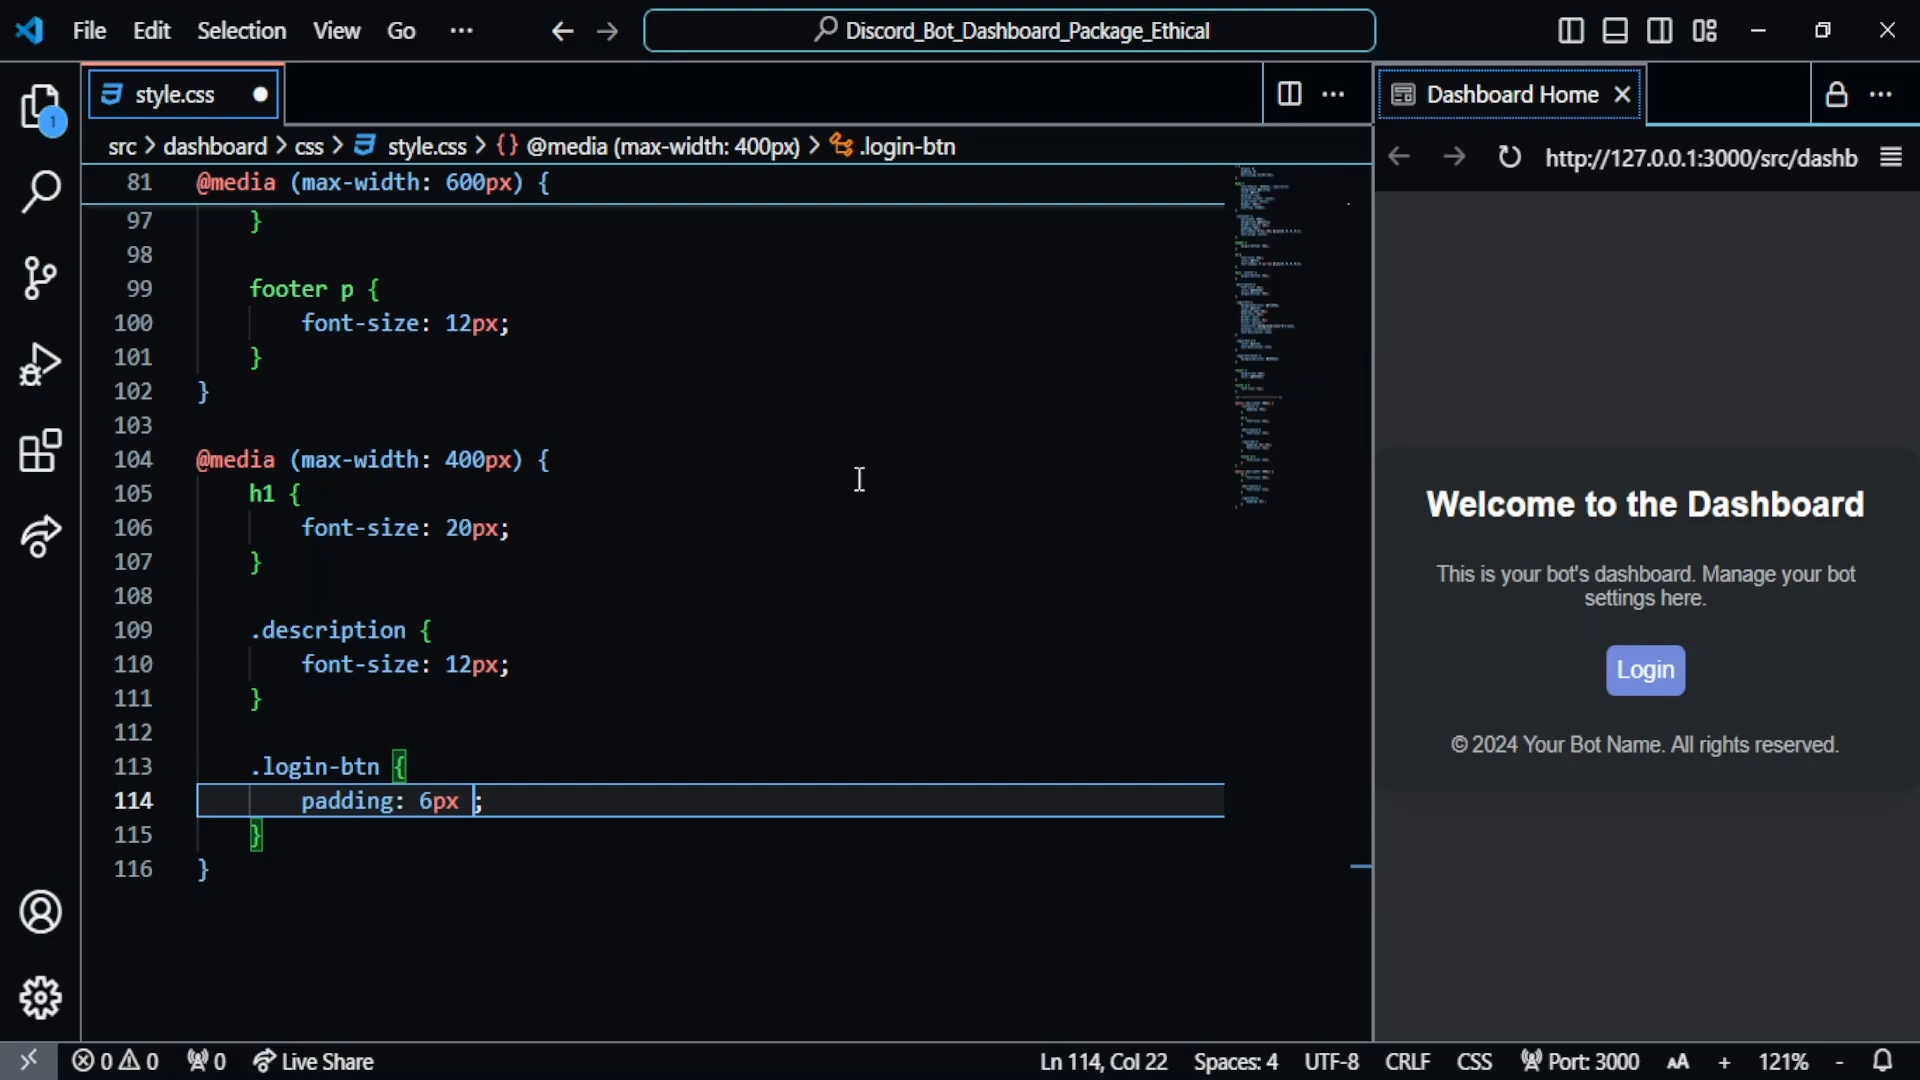 File Edit Selection View Go ··· Discord_Bot_Dashboard_Package_Ethical
style.css
Dashboard Home
src > dashboard > css > style.css > {} @media (max-width: 400px) > .login-btn
http://127.0.0.1:3000/src/dashb
81 @media (max-width: 600px) {
97 }
98
99 footer p {
100 font-size: 12px;
101 }
102 }
103
104 @media (max-width: 400px) {
105 h1 {
106 font-size: 20px;
107 }
108
109 .description {
110 font-size: 12px;
111 }
112
113 .login-btn {
114 padding: 6px ;
115 }
116 }
1
Welcome to the Dashboard
This is your bot's dashboard. Manage your bot
settings here.
Login
© 2024 Your Bot Name. All rights reserved.
0 0 0 Live Share Ln 114, Col 22 Spaces: 4 UTF-8 CRLF CSS Port: 3000 AA + 121% -